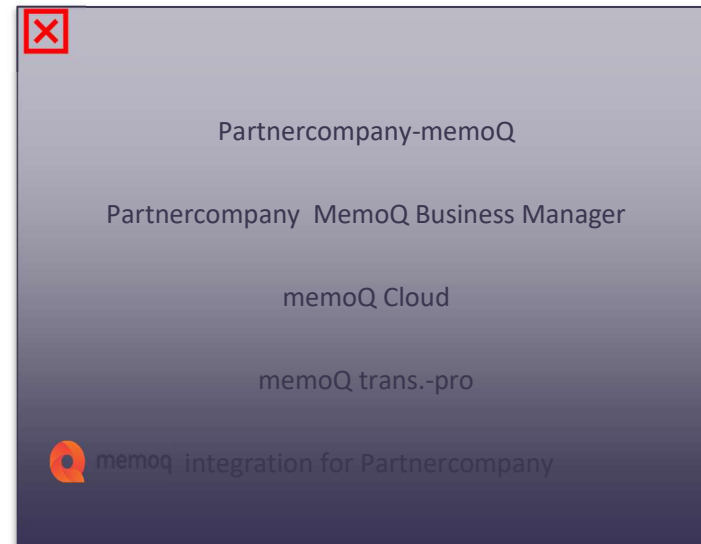 Partnercompany-memoQ
Partnercompany MemoQ Business Manager
memoQ Cloud
memoQ trans.-pro
memoq integration for Partnercompany